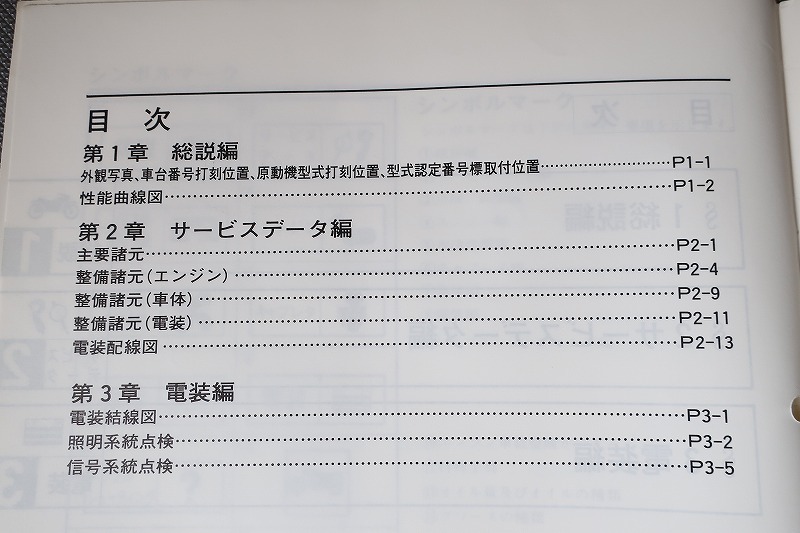 目次
第1章 総説編
外観写真、車台番号打刻位置、原動機型式打刻位置、型式認定番号標取付位置……………………P1-1
性能曲線図……………………P1-2
第2章 サービスデータ編
主要諸元……………………P2-1
整備諸元(エンジン)……………………P2-4
整備諸元(車体)……………………P2-9
整備諸元(電装)……………………P2-11
電装配線図……………………P2-13
第3章 電装編
電装結線図……………………P3-1
照明系統点検……………………P3-2
信号系統点検……………………P3-5